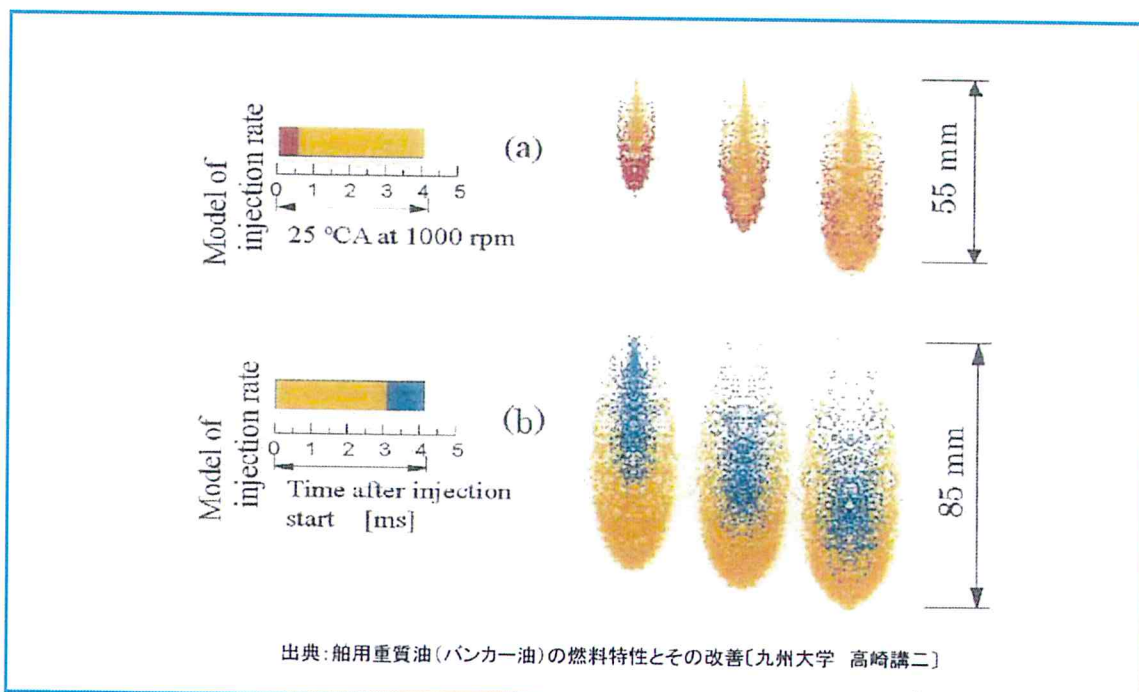 Model of
injection rate
0 1 2 3 4 5
25 °CA at 1000 rpm
(a)
55 mm
Model of
injection rate
0 1 2 3 4 5
Time after injection
start [ms]
(b)
85 mm
出典:舶用重質油(バンカー油)の燃料特性とその改善〔九州大学 高崎講二〕